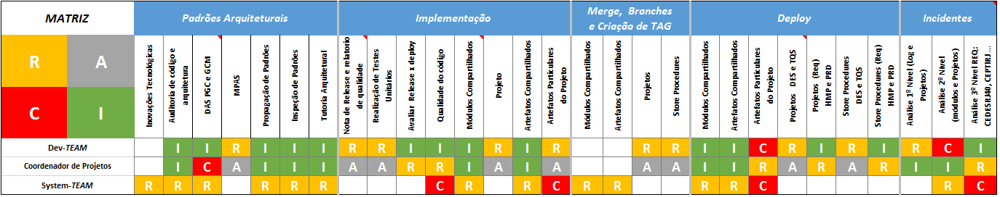 MATRIZ
Padrões Arquiteturais
Implementação
Merge, Branches
e Criação de TAG
Deploy
Incidentes
R
A
C
I
Inovações Tecnológicas
Auditoria de código e
arquitetura
DAS PGC e GCM
MPAS
Propagação de Padrões
Inspeção de Padrões
Tutoria Arquitetural
Nota de Release e relatorio
de qualidade
Realização de Testes
Unitários
Avaliar Release x deploy
Qualidade do código
Módulos Compartilhados
Projeto
Artefatos Compartilhados
Artefatos Particulares
do Projeto
Módulos Compartilhados
Artefatos Compartilhados
Projetos
Store Procedures
Módulos Compartilhados
Artefatos Compartilhados
Artefatos Particulares
do Projeto
Projetos DES e TQS
Projetos (Req)
HMP e PRD
Store Procedures
DES e TQS
Store Procedures (Req)
HMP e PRD
Análise 1º Nivel (Log e
Projetos)
Análise 2º Nível
(módulos e Projetos)
Análise 3º Nivel REQ:
CEDESRJ40, CEPTIRJ ...
Dev-TEAM I I R I I I R R I I I R I R R R I I C R I R I R C I
Coordenador de Projetos I C A I I I A A R R I A I A A A I I R A R A R I I R
System-TEAM R R R R R R C R R C R R R R C R C